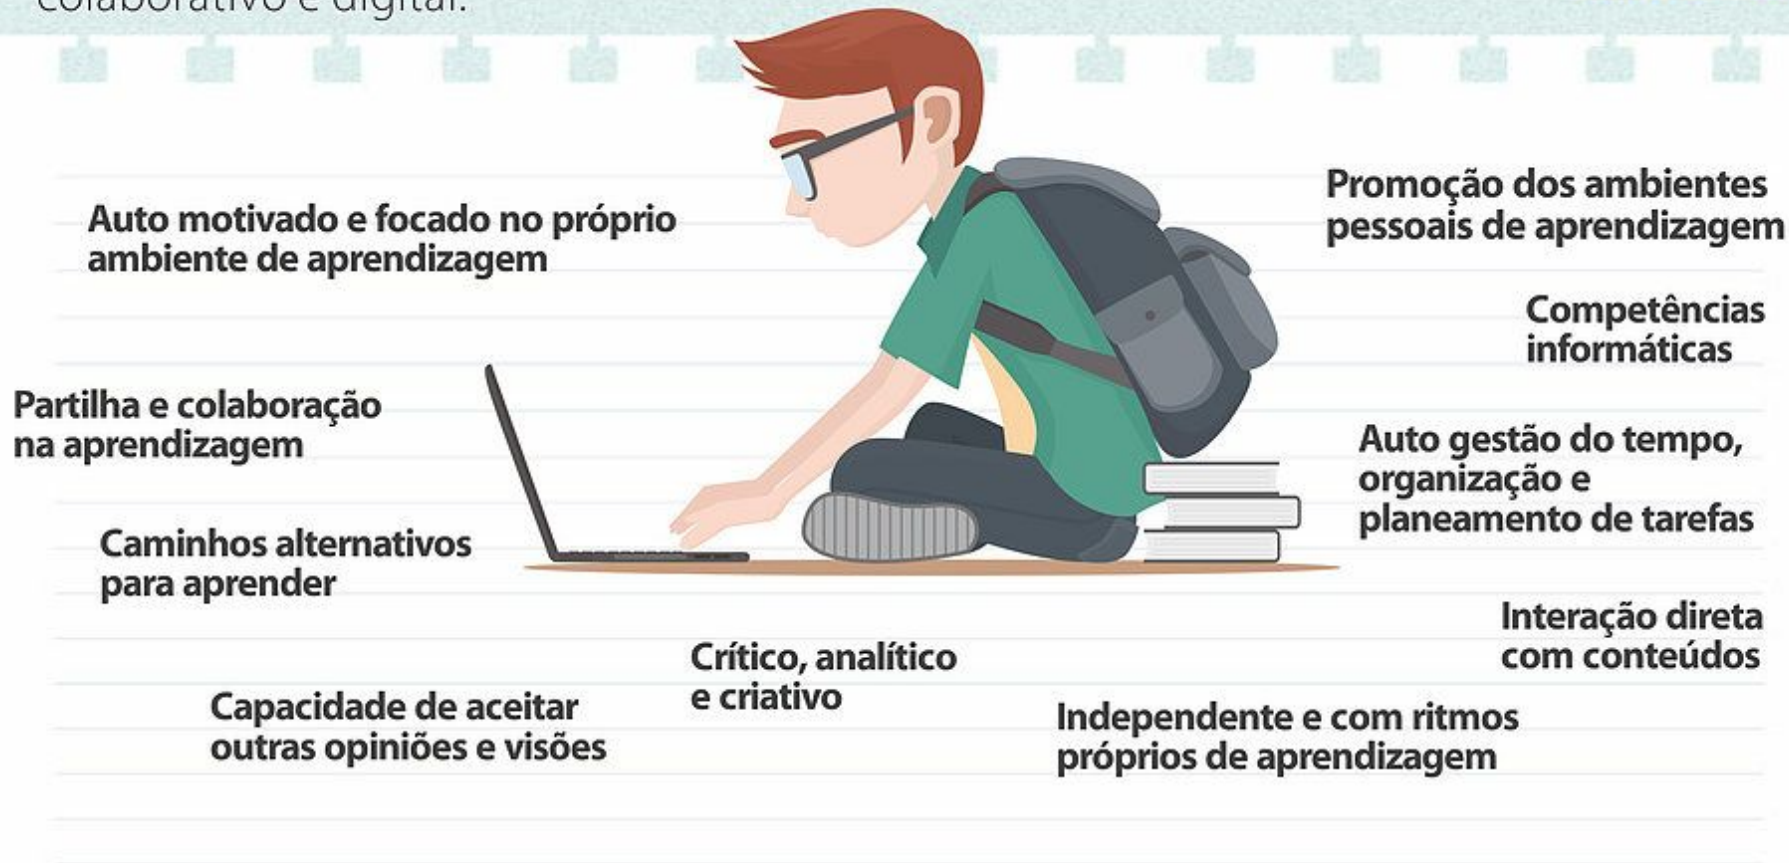 colaborativo e digital.
Auto motivado e focado no próprio
ambiente de aprendizagem
Promoção dos ambientes
pessoais de aprendizagem
Competências
informáticas
Partilha e colaboração
na aprendizagem
Auto gestão do tempo,
organização e
planeamento de tarefas
Caminhos alternativos
para aprender
Interação direta
com conteúdos
Crítico, analítico
e criativo
Capacidade de aceitar
outras opiniões e visões
Independente e com ritmos
próprios de aprendizagem